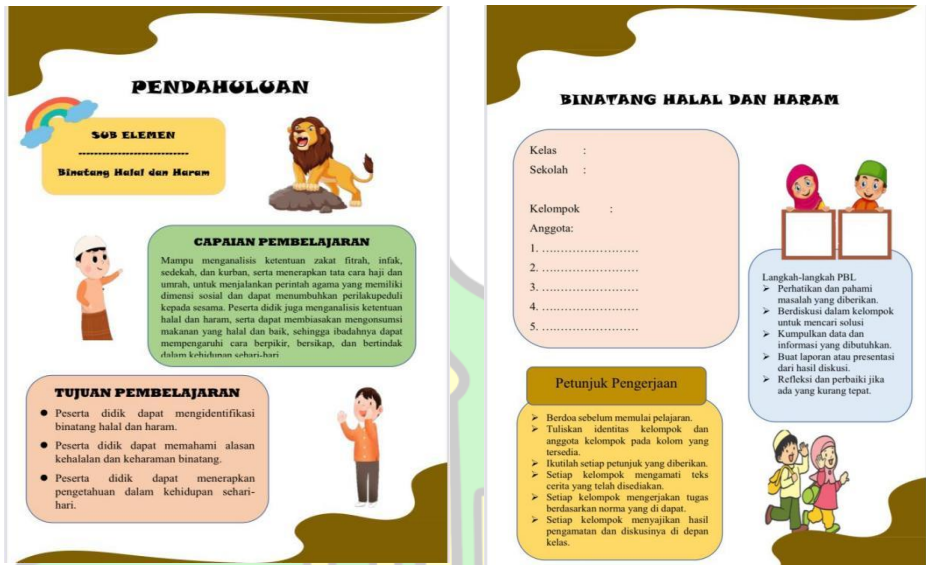 PENDAHULUAN
SUB ELEMEN
----------------------------
Binatang Halal dan Haram
CAPAIAN PEMBELAJARAN
Mampu menganalisis ketentuan zakat fitrah, infak,
sedekah, dan kurban, serta menerapkan tata cara haji dan
umrah, untuk menjalankan perintah agama yang memiliki
dimensi sosial dan dapat menumbuhkan perilakupeduli
kepada sesama. Peserta didik juga menganalisis ketentuan
halal dan haram, serta dapat membiasakan mengonsumsi
makanan yang halal dan baik, sehingga ibadahnya dapat
mempengaruhi cara berpikir, bersikap, dan bertindak
dalam kehidupan sehari-hari
TUJUAN PEMBELAJARAN
● Peserta didik dapat mengidentifikasi
binatang halal dan haram.
● Peserta didik dapat memahami alasan
kehalalan dan keharaman binatang.
● Peserta didik dapat menerapkan
pengetahuan dalam kehidupan sehari-
hari.
BINATANG HALAL DAN HARAM
Kelas :
Sekolah :
Kelompok :
Anggota:
1. ……………………
2. ……………………
3. ……………………
4. ……………………
5. ……………………
Langkah-langkah PBL
➢ Perhatikan dan pahami
masalah yang diberikan.
➢ Berdiskusi dalam kelompok
untuk mencari solusi
➢ Kumpulkan data dan
informasi yang dibutuhkan.
➢ Buat laporan atau presentasi
dari hasil diskusi.
➢ Refleksi dan perbaiki jika
ada yang kurang tepat.
Petunjuk Pengerjaan
➢ Berdoa sebelum memulai pelajaran.
➢ Tuliskan identitas kelompok dan
anggota kelompok pada kolom yang
tersedia.
➢ Ikutilah setiap petunjuk yang diberikan.
➢ Setiap kelompok mengamati teks
cerita yang telah disediakan.
➢ Setiap kelompok mengerjakan tugas
berdasarkan norma yang di dapat.
➢ Setiap kelompok menyajikan hasil
pengamatan dan diskusinya di depan
kelas.